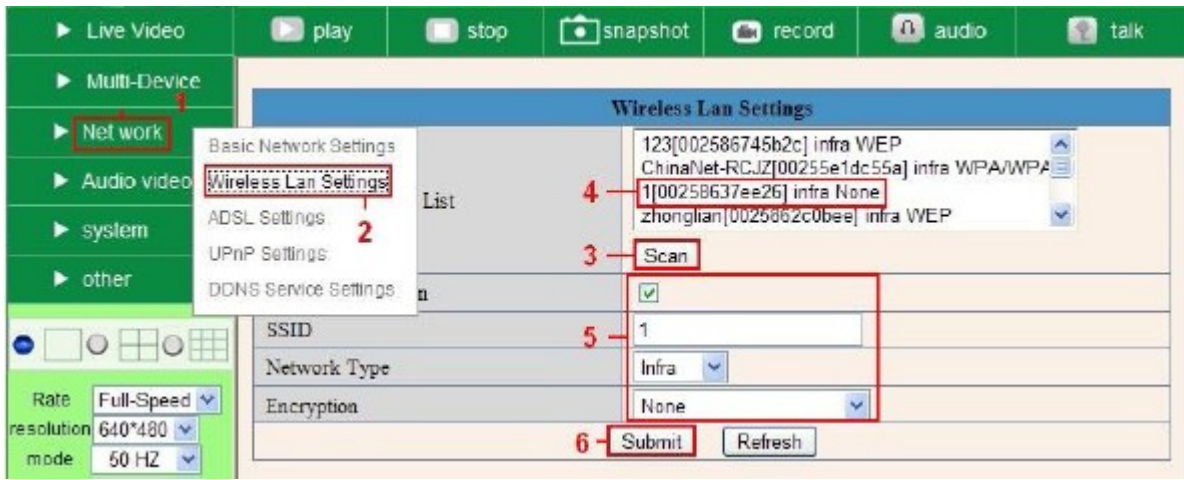 Live Video
play
stop
snapshot
record
audio
talk
Multi-Device
1
Net work
Audio video
system
other
Basic Network Settings
Wireless Lan Settings
2
ADSL Settings
UPnP Settings
DDNS Service Settings
Wireless Lan Settings
List
123[002586745b2c] infra WEP
ChinaNet-RCJZ[00255e1dc55a] infra WPA/WPA
4
1[00258637ee26] infra None
zhonglian[0025862c0bee] infra WEP
3
Scan
n
SSID
5
1
Network Type
Infra
Encryption
None
6
Submit
Refresh
Rate
Full-Speed
resolution
640*480
mode
50 HZ